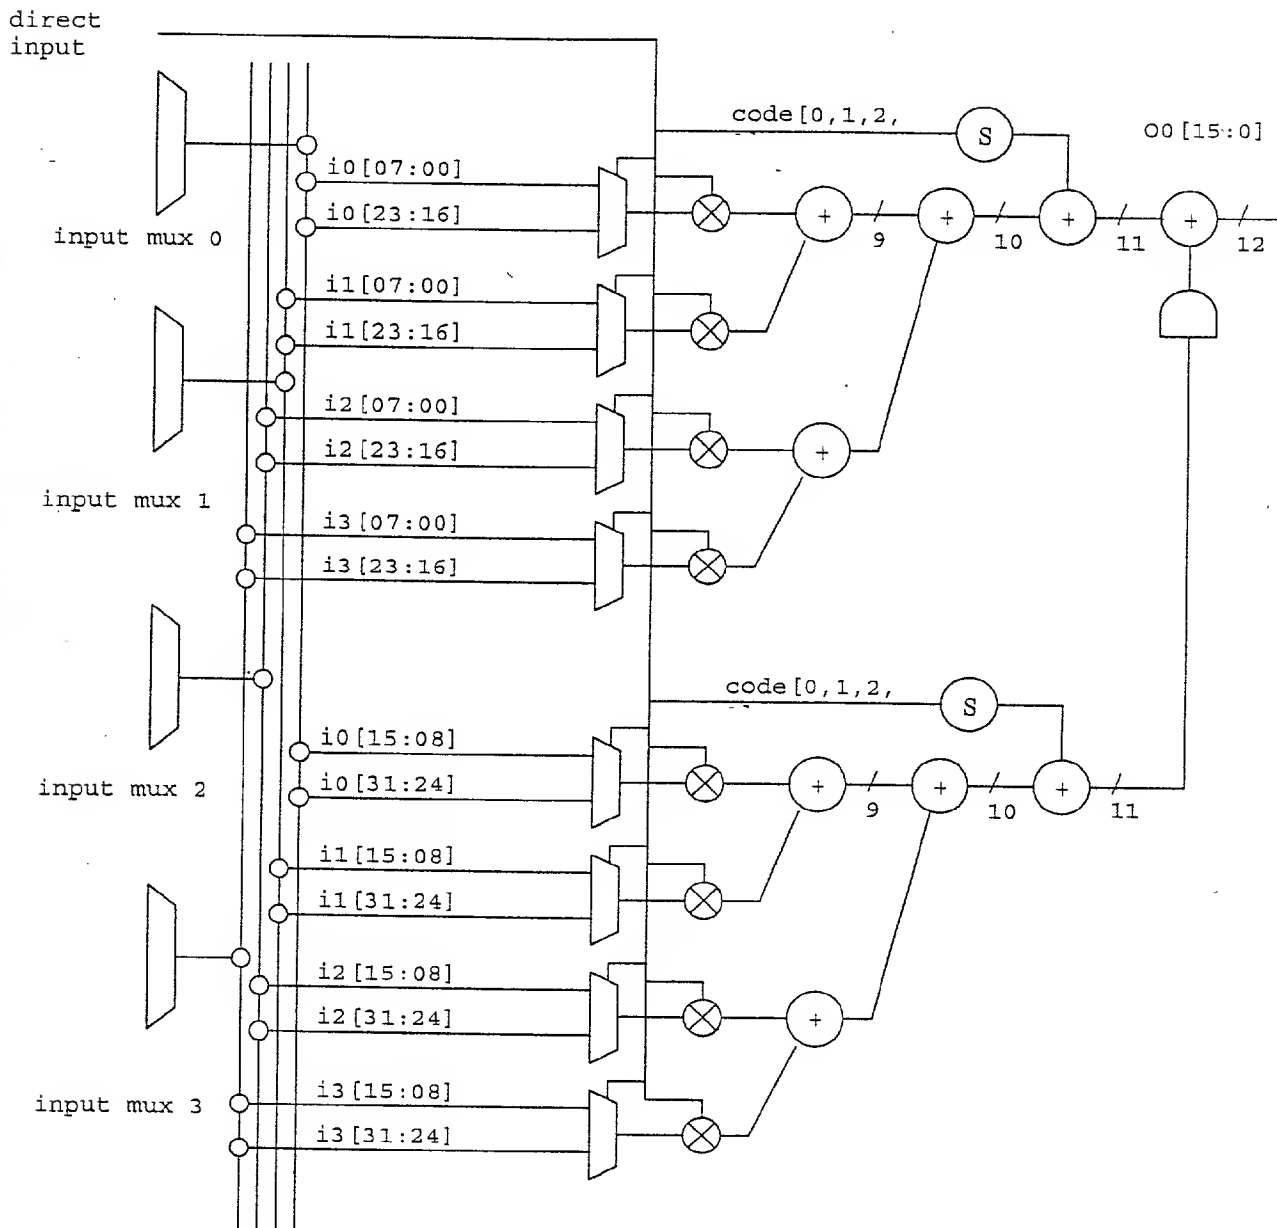 direct
input
code[0,1,2,
S
O0[15:0]
i0[07:00]
i0[23:16]
input mux 0
+
9
+
10
+
11
+
12
i1[07:00]
i1[23:16]
i2[07:00]
i2[23:16]
+
input mux 1
i3[07:00]
i3[23:16]
code[0,1,2,
S
i0[15:08]
i0[31:24]
input mux 2
+
9
+
10
+
11
i1[15:08]
i1[31:24]
i2[15:08]
i2[31:24]
+
i3[15:08]
input mux 3
i3[31:24]